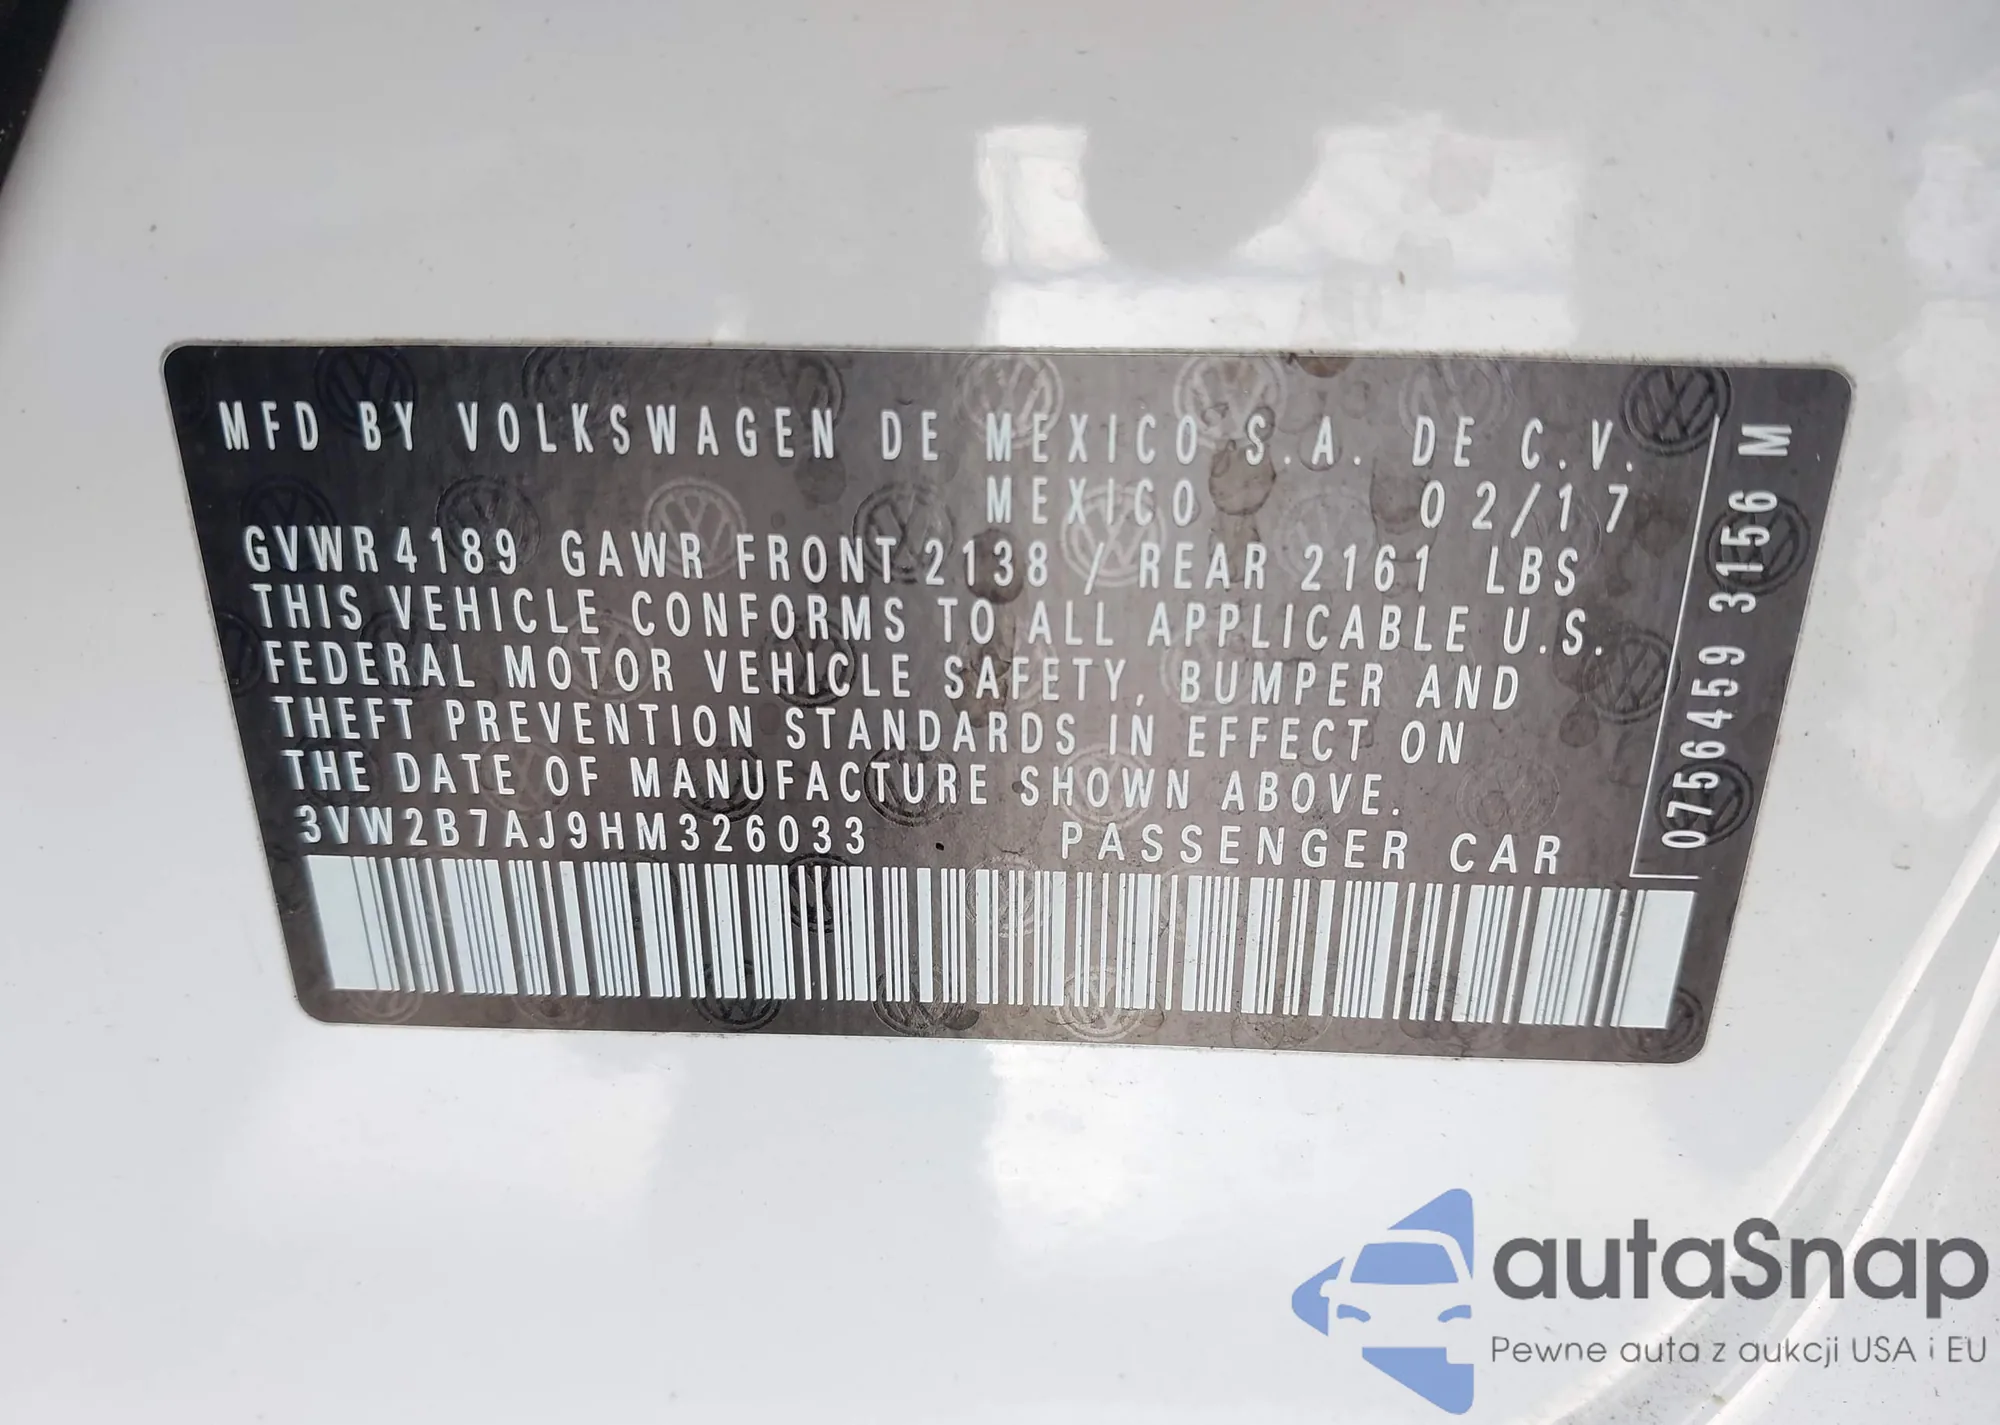 MFD BY VOLKSWAGEN DE MEXICO S.A. DE C.V.
MEXICO 02/17
GVWR 4189 GAWR FRONT 2138 / REAR 2161 LBS
THIS VEHICLE CONFORMS TO ALL APPLICABLE U.S.
FEDERAL MOTOR VEHICLE SAFETY, BUMPER AND
THEFT PREVENTION STANDARDS IN EFFECT ON
THE DATE OF MANUFACTURE SHOWN ABOVE.
3VW2B7AJ9HM326033 PASSENGER CAR
0756459 3156 M
autaSnap
Pewne auta z aukcji USA i EU